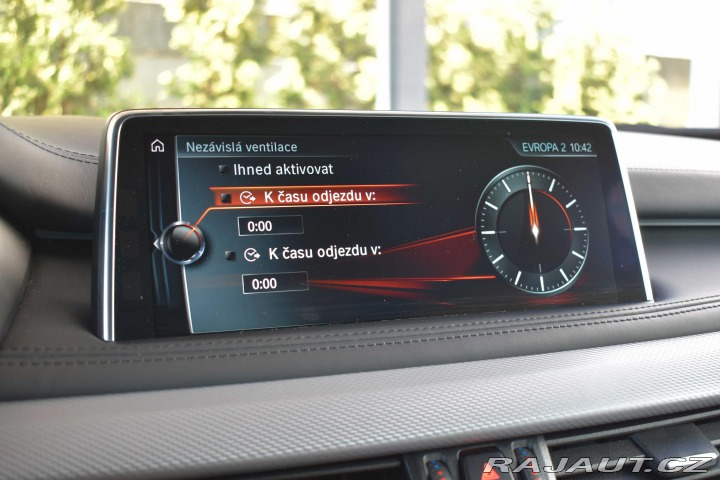 Nezávislá ventilace
EVROPA 2 10:42
Ihned aktivovat
K času odjezdu v:
0:00
K času odjezdu v:
0:00
RAJAUT.CZ